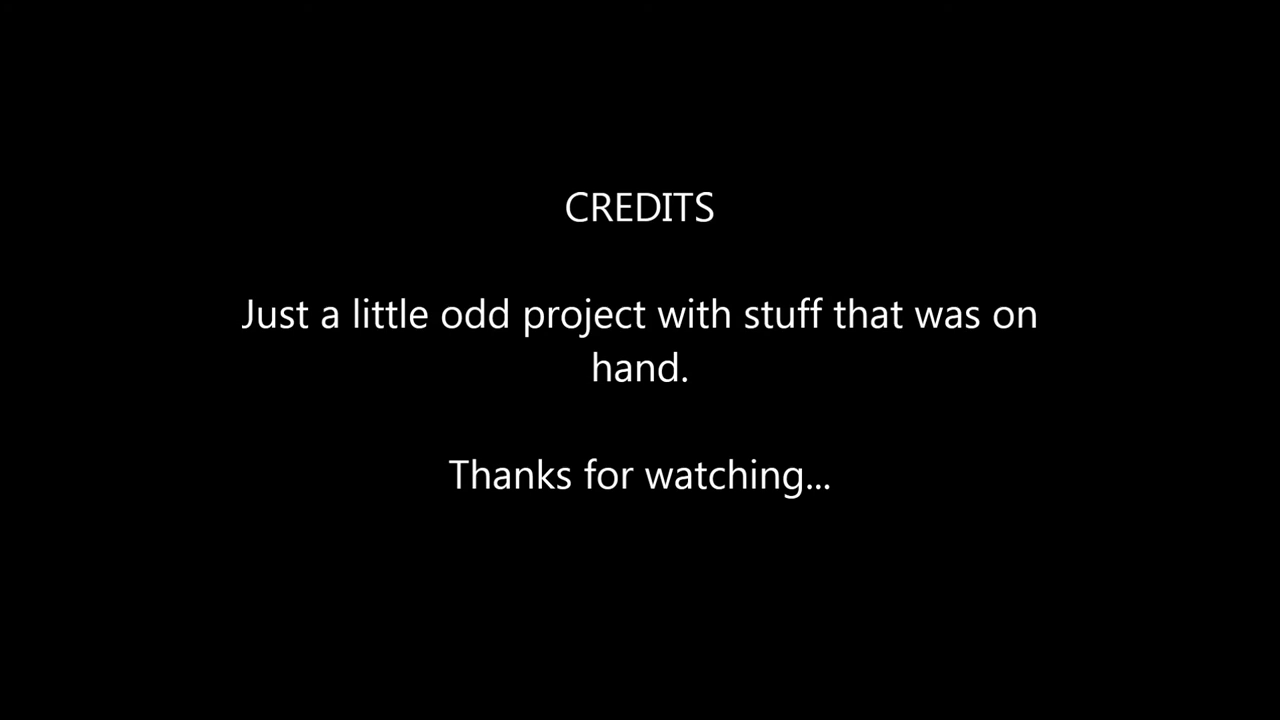 CREDITS
Just a little odd project with stuff that was on
hand.
Thanks for watching...